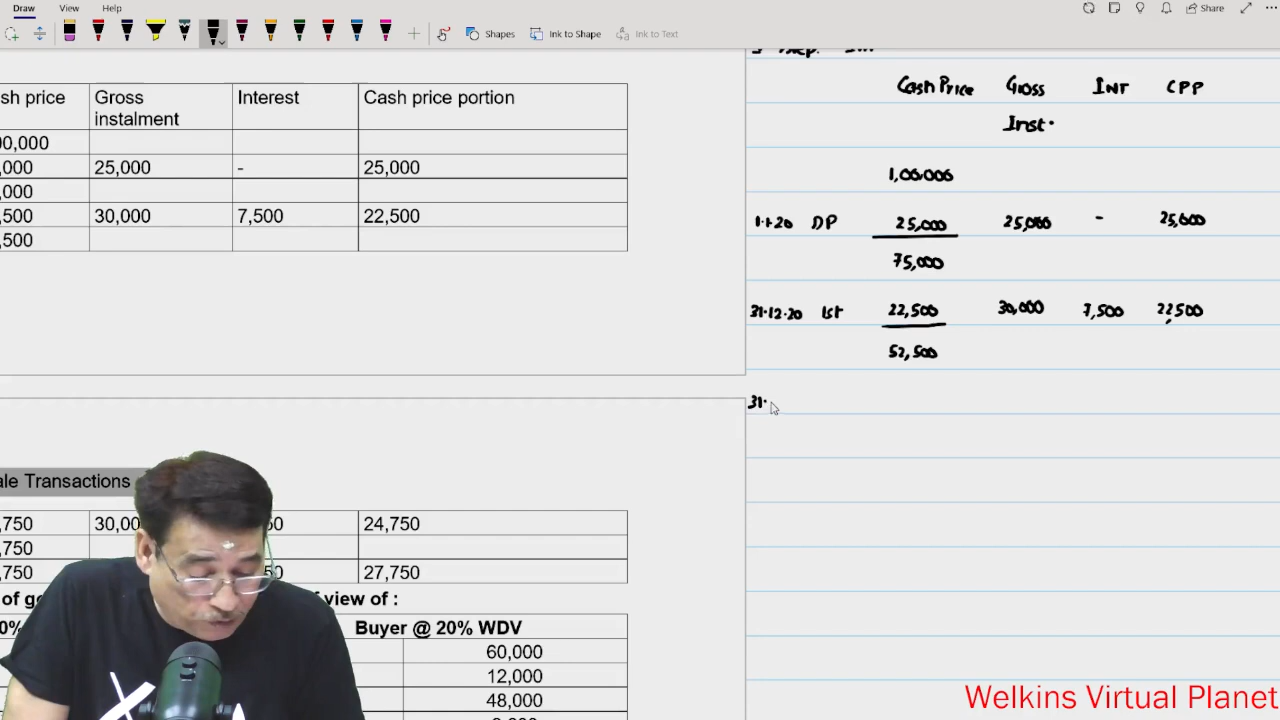 Draw View Help
Shapes Ink to Shape Ink to Text Share
sh price Gross instalment Interest Cash price portion
00,000
,000 25,000 - 25,000
,000
,500 30,000 7,500 22,500
,500
ale Transactions
,750 30,00 50 24,750
,750
,750 50 27,750
of go f view of :
0% Buyer @ 20% WDV
60,000
12,000
48,000
Cash Price Gross INT CPP
Inst.
1,00,000
1.1.20 DP 25,000 25,000 - 25,000
75,000
31.12.20 1st 22,500 30,000 7,500 22,500
52,500
31.
Welkins Virtual Planet